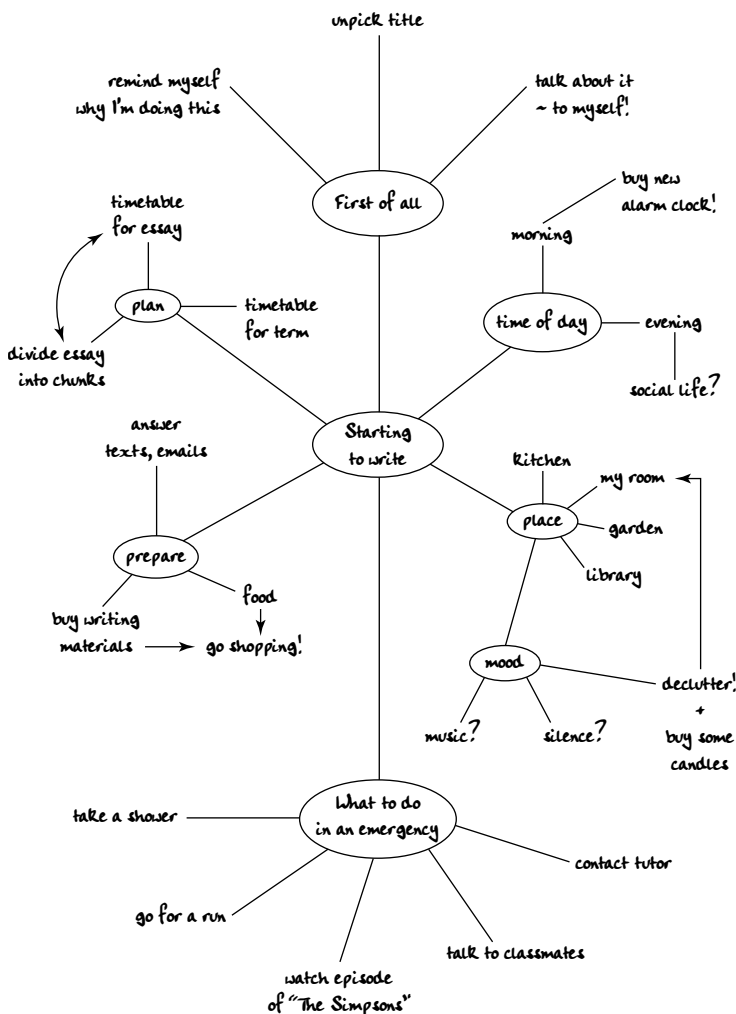 unpick title
remind myself
why I'm doing this
talk about it
~ to myself!
First of all
buy new
alarm clock!
morning
time of day
evening
social life?
timetable
for essay
plan
timetable
for term
divide essay
into chunks
Starting
to write
answer
texts, emails
prepare
food
buy writing
materials
go shopping!
kitchen
my room
place
garden
library
mood
music?
silence?
declutter!
+
buy some
candles
What to do
in an emergency
take a shower
go for a run
watch episode
of "The Simpsons"
talk to classmates
contact tutor